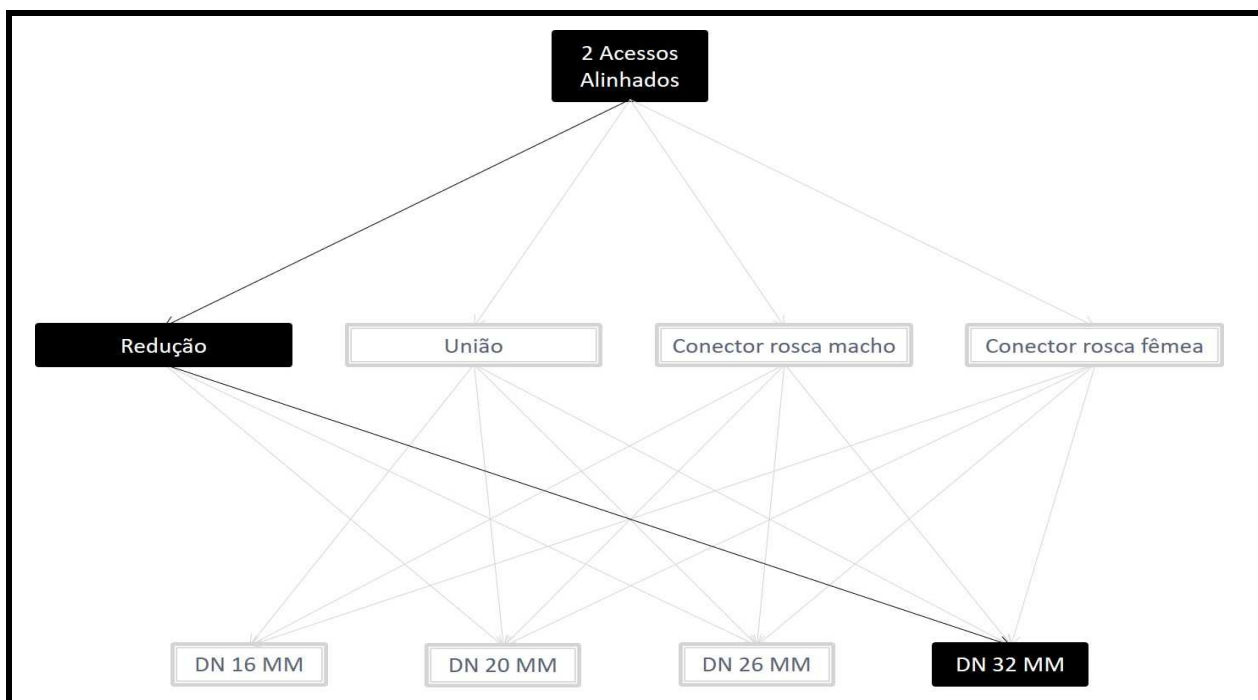 2 Acessos
Alinhados
Redução
União
Conector rosca macho
Conector rosca fêmea
DN 16 MM
DN 20 MM
DN 26 MM
DN 32 MM